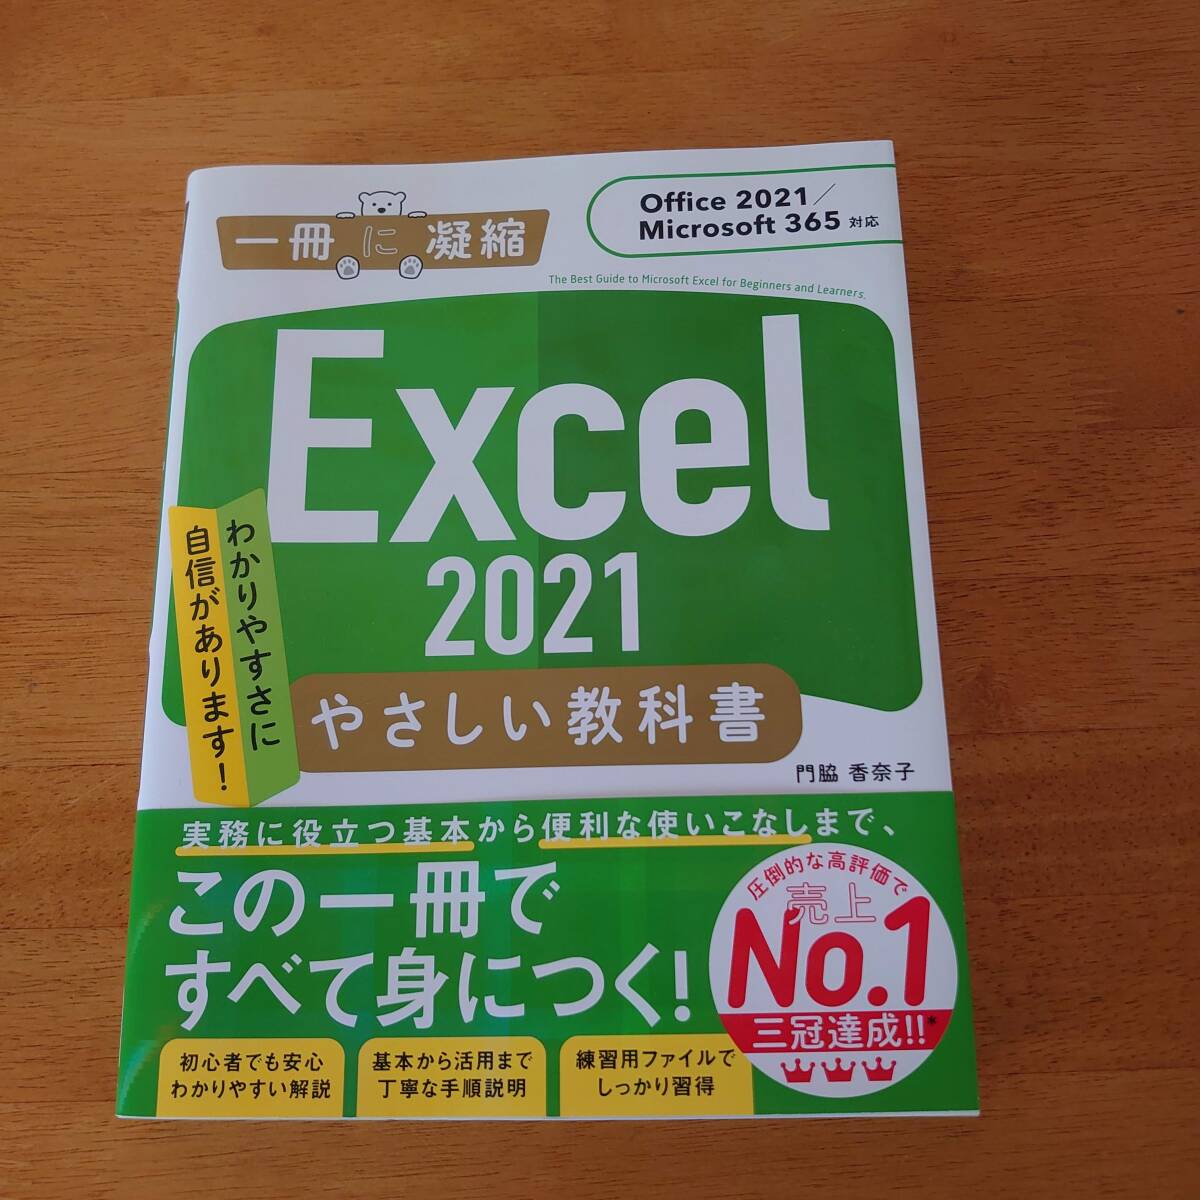 一冊に凝縮
Office 2021／
Microsoft 365 対応
The Best Guide to Microsoft Excel for Beginners and Learners.
Excel
2021
やさしい教科書
わかりやすさに
自信があります！
門脇 香奈子
実務に役立つ基本から便利な使いこなしまで、
この一冊で
すべて身につく！
圧倒的な高評価で
売上
No.1
三冠達成!!*
初心者でも安心
わかりやすい解説
基本から活用まで
丁寧な手順説明
練習用ファイルで
しっかり習得